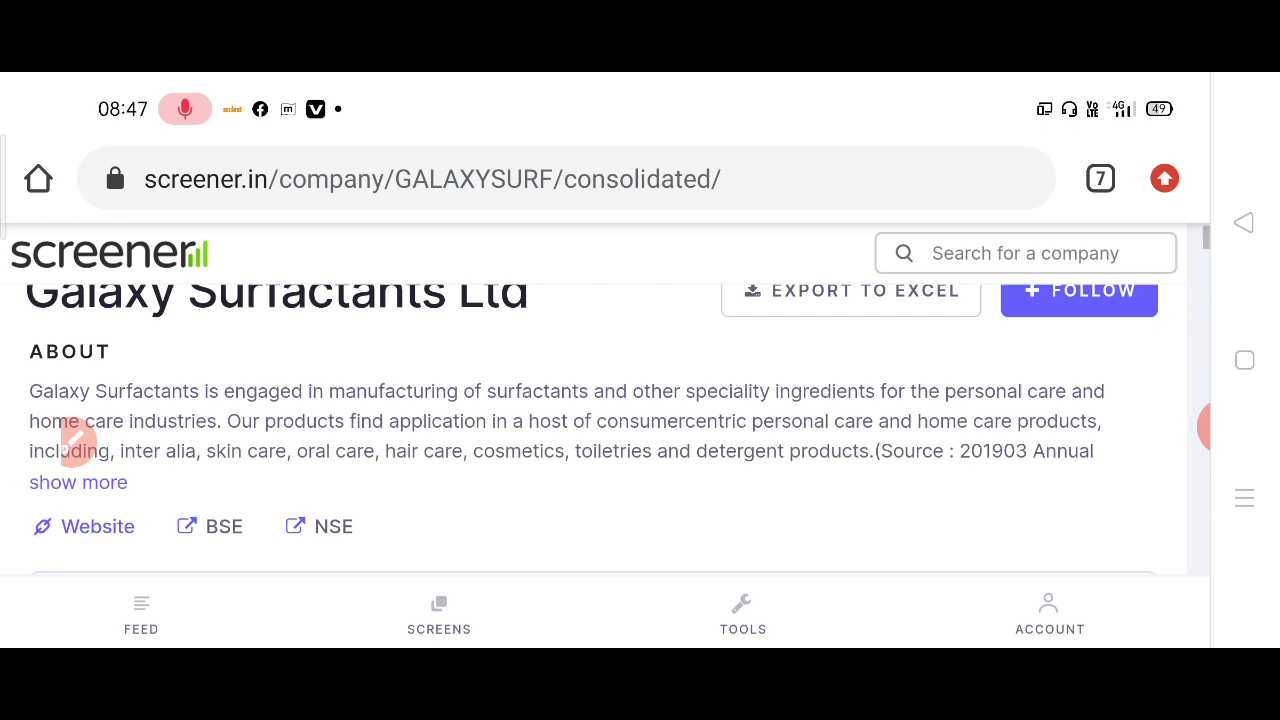 08:47
49
screener.in/company/GALAXYSURF/consolidated/
7
screener
Search for a company
Galaxy Surfactants Ltd
EXPORT TO EXCEL
+ FOLLOW
ABOUT
Galaxy Surfactants is engaged in manufacturing of surfactants and other speciality ingredients for the personal care and
home care industries. Our products find application in a host of consumercentric personal care and home care products,
including, inter alia, skin care, oral care, hair care, cosmetics, toiletries and detergent products.(Source : 201903 Annual
show more
Website
BSE
NSE
FEED
SCREENS
TOOLS
ACCOUNT